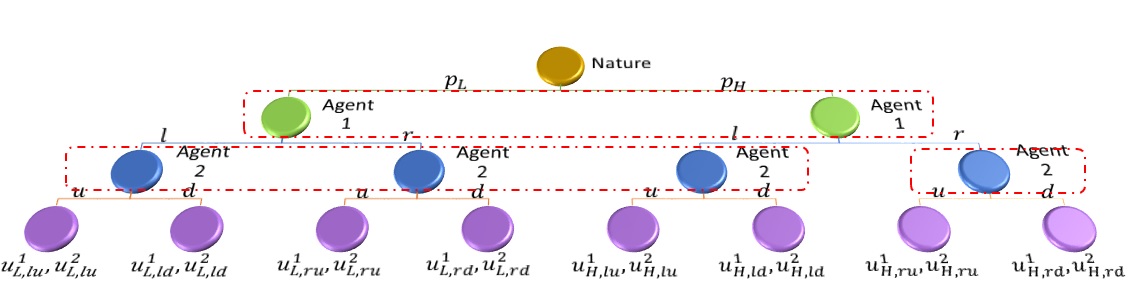 Nature
p_L p_H
Agent 1 Agent 1
l r l r
Agent 2 Agent 2 Agent 2 Agent 2
u d u d u d u d
u^1_{L,lu}, u^2_{L,lu} u^1_{L,ld}, u^2_{L,ld} u^1_{L,ru}, u^2_{L,ru} u^1_{L,rd}, u^2_{L,rd} u^1_{H,lu}, u^2_{H,lu} u^1_{H,ld}, u^2_{H,ld} u^1_{H,ru}, u^2_{H,ru} u^1_{H,rd}, u^2_{H,rd}